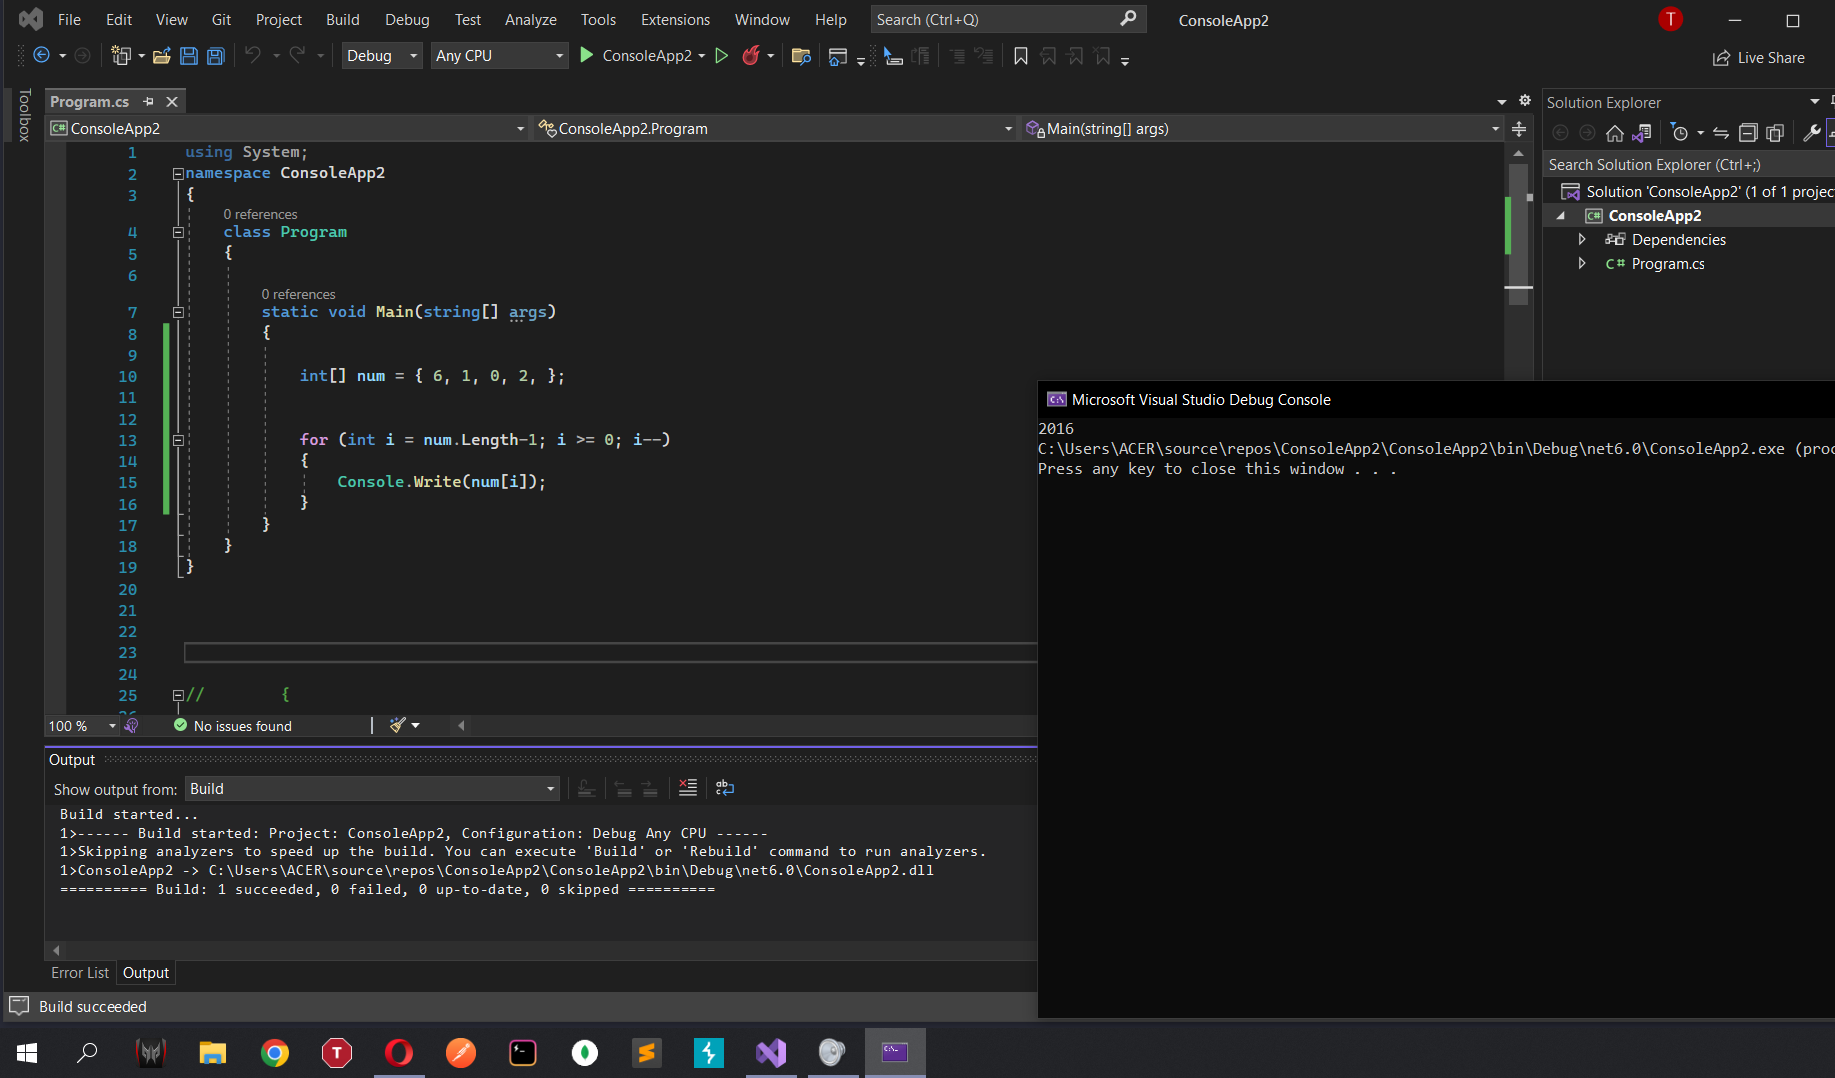 File Edit View Git Project Build Debug Test Analyze Tools Extensions Window Help Search (Ctrl+Q) ConsoleApp2 T
Debug Any CPU ConsoleApp2 Live Share
Toolbox
Program.cs
C# ConsoleApp2 ConsoleApp2.Program Main(string[] args)
1 using System;
2 namespace ConsoleApp2
3 {
0 references
4 class Program
5 {
6
0 references
7 static void Main(string[] args)
8 {
9
10 int[] num = { 6, 1, 0, 2, };
11
12
13 for (int i = num.Length-1; i >= 0; i--)
14 {
15 Console.Write(num[i]);
16 }
17 }
18 }
19 }
20
21
22
23
24
25 // {
100 % No issues found
Output
Show output from: Build
Build started...
1>------ Build started: Project: ConsoleApp2, Configuration: Debug Any CPU ------
1>Skipping analyzers to speed up the build. You can execute 'Build' or 'Rebuild' command to run analyzers.
1>ConsoleApp2 -> C:\Users\ACER\source\repos\ConsoleApp2\ConsoleApp2\bin\Debug\net6.0\ConsoleApp2.dll
========== Build: 1 succeeded, 0 failed, 0 up-to-date, 0 skipped ==========
Error List Output
Build succeeded
Solution Explorer
Search Solution Explorer (Ctrl+;)
Solution 'ConsoleApp2' (1 of 1 projec
C# ConsoleApp2
Dependencies
C# Program.cs
Microsoft Visual Studio Debug Console
2016
C:\Users\ACER\source\repos\ConsoleApp2\ConsoleApp2\bin\Debug\net6.0\ConsoleApp2.exe (proc
Press any key to close this window . . .